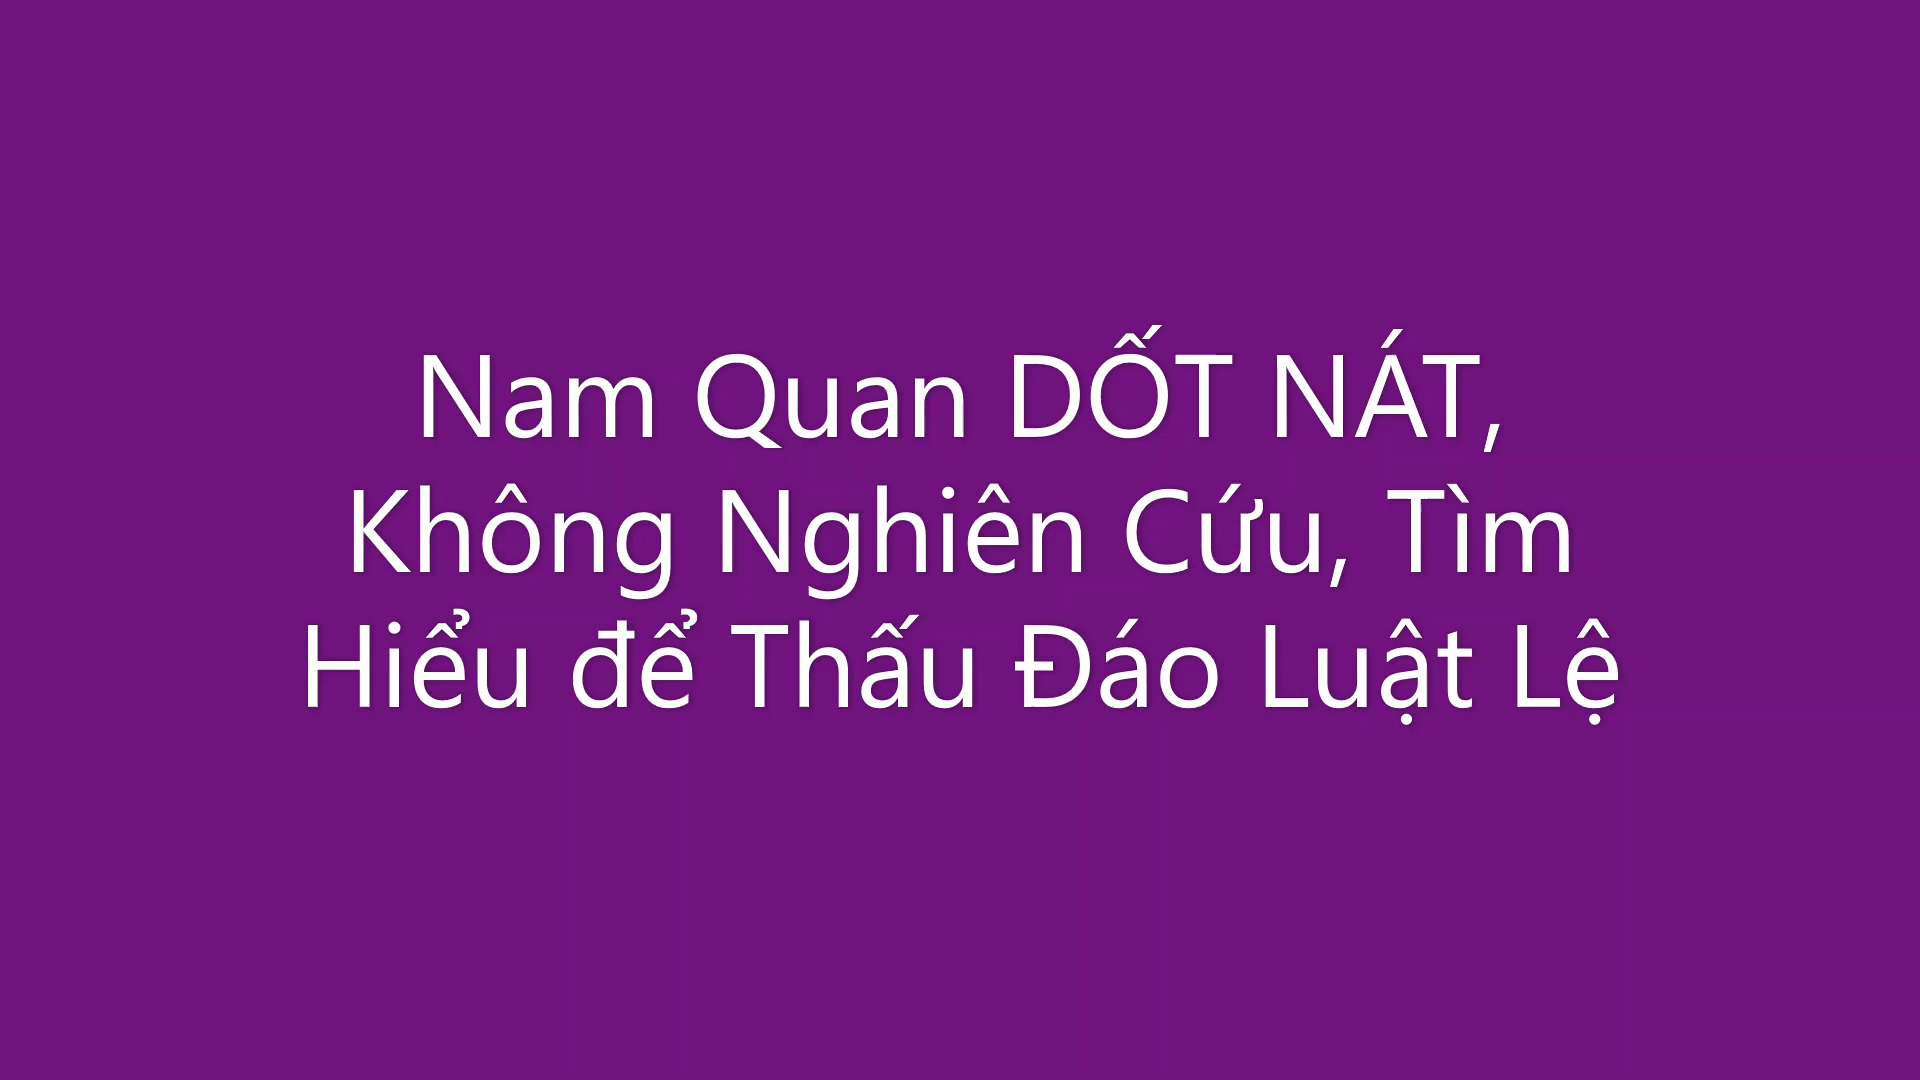 Nam Quan DỐT NÁT,
Không Nghiên Cứu, Tìm
Hiểu để Thấu Đáo Luật Lệ